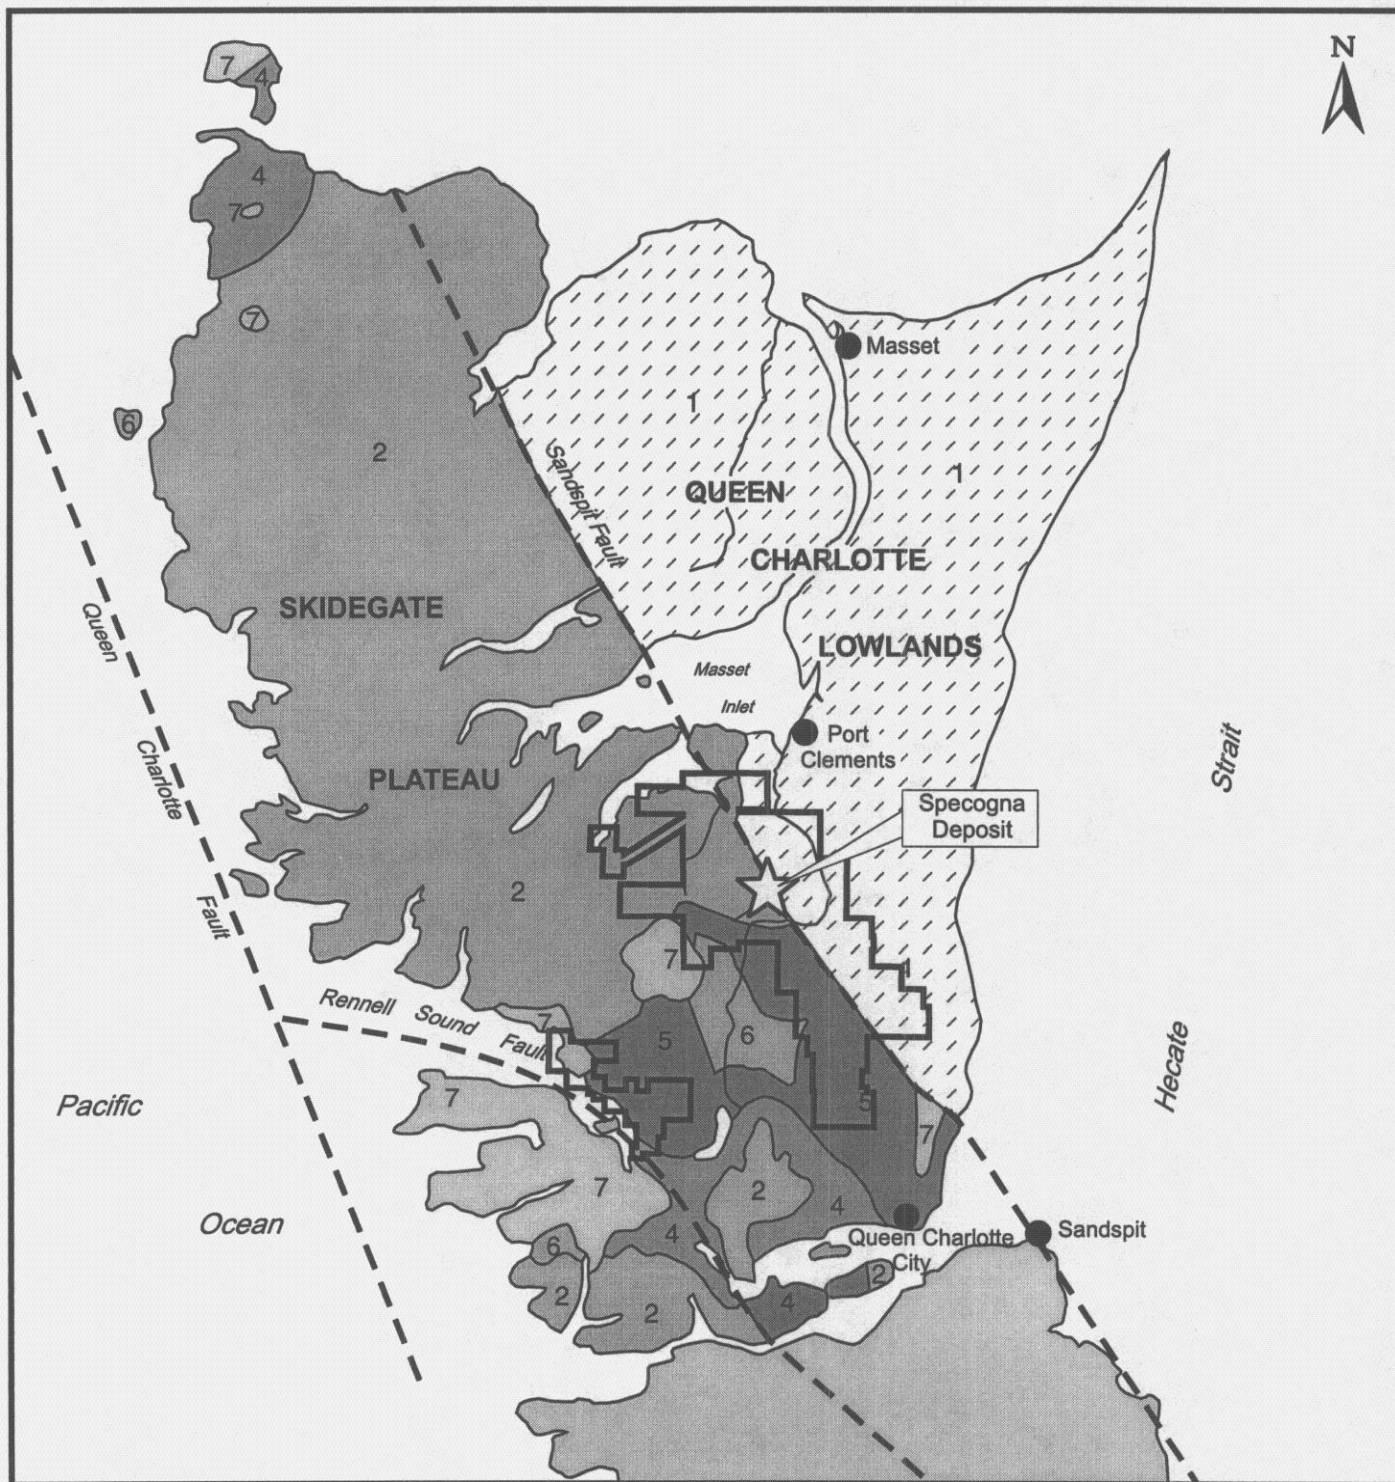 N
7
4
4
7
7
6
2
1
1
Masset
QUEEN
CHARLOTTE
LOWLANDS
Sandspit Fault
SKIDEGATE
PLATEAU
Masset
Inlet
Port
Clements
Specogna
Deposit
Queen
Charlotte
Fault
Strait
Hecate
2
7
1
Rennell Sound
Fault
7
5
6
5
7
7
Pacific
Ocean
7
2
4
4
6
2
2
4
2
Queen Charlotte
City
Sandspit